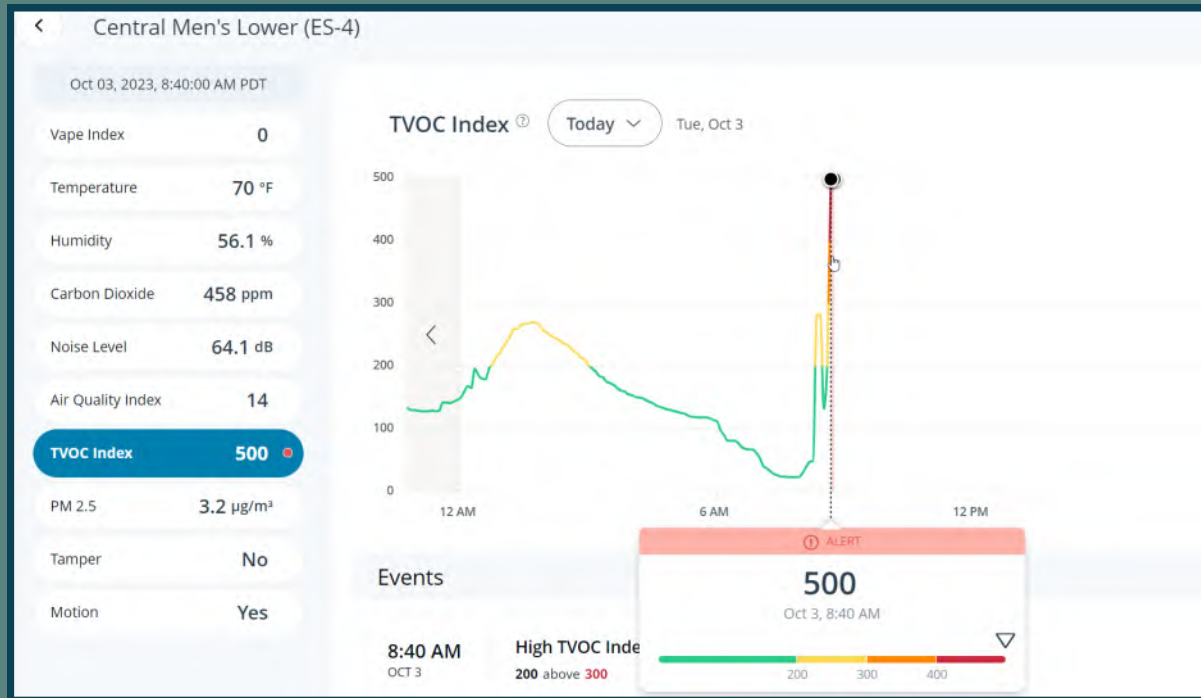 Central Men's Lower (ES-4)
Oct 03, 2023, 8:40:00 AM PDT
Vape Index 0
Temperature 70 °F
Humidity 56.1 %
Carbon Dioxide 458 ppm
Noise Level 64.1 dB
Air Quality Index 14
TVOC Index 500
PM 2.5 3.2 µg/m³
Tamper No
Motion Yes
TVOC Index ? Today Tue, Oct 3
500
400
300
200
100
0
12 AM 6 AM 12 PM
ALERT
500
Oct 3, 8:40 AM
200 300 400
Events
8:40 AM High TVOC Inde
OCT 3 200 above 300